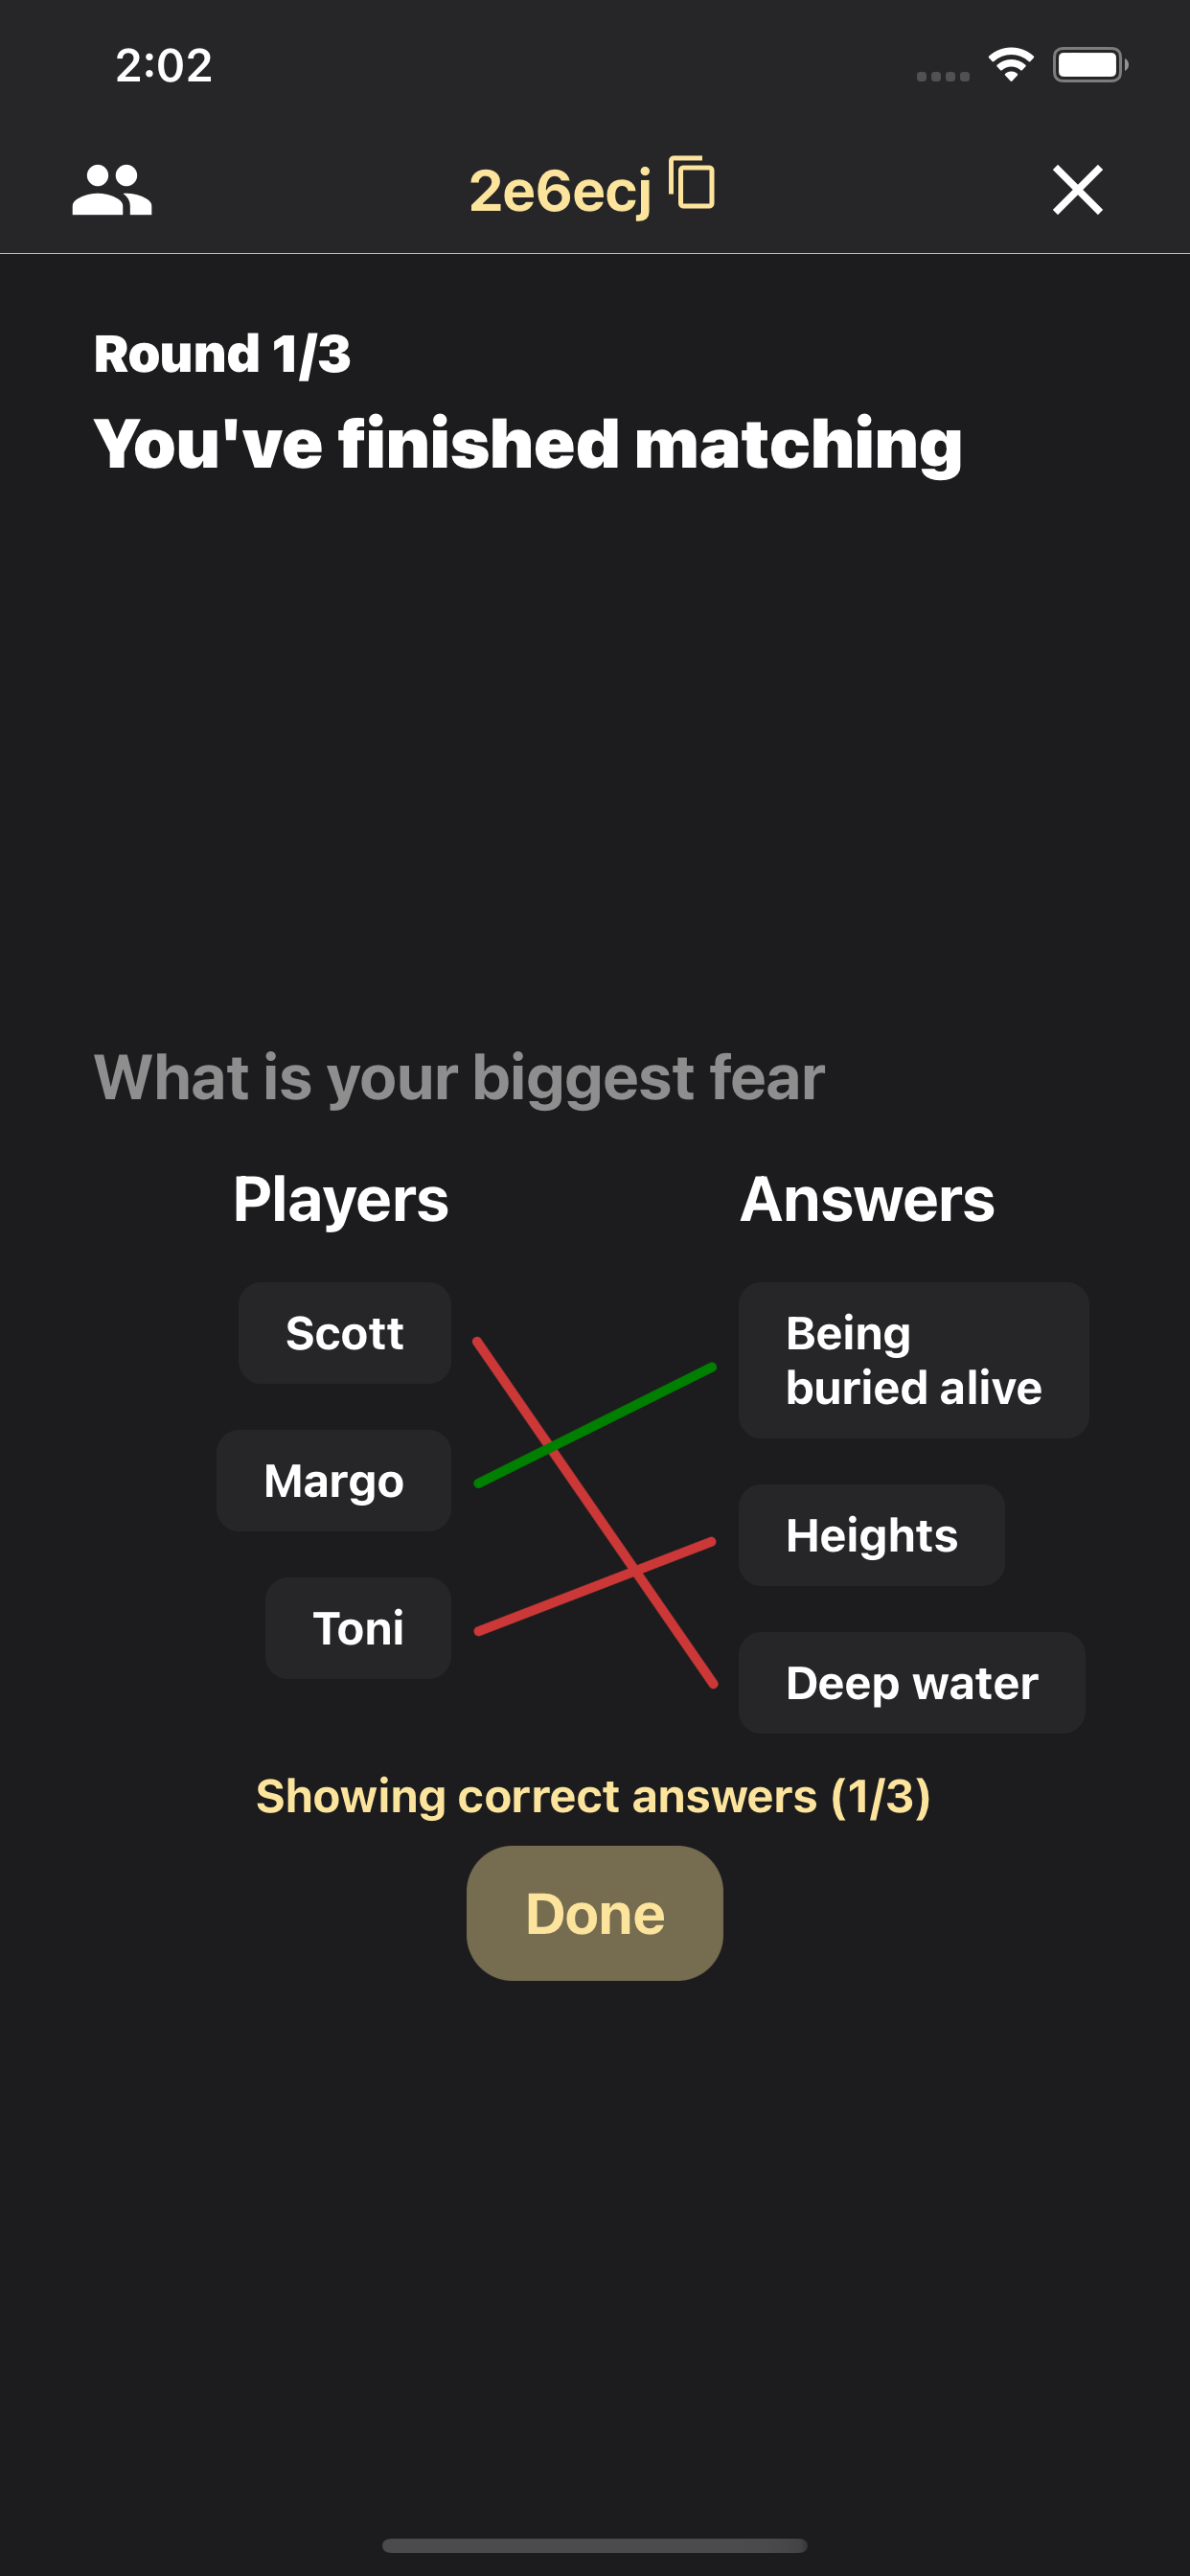 2:02
2e6ecj
Round 1/3
You've finished matching
What is your biggest fear
Players
Answers
Scott
Margo
Toni
Being
buried alive
Heights
Deep water
Showing correct answers (1/3)
Done